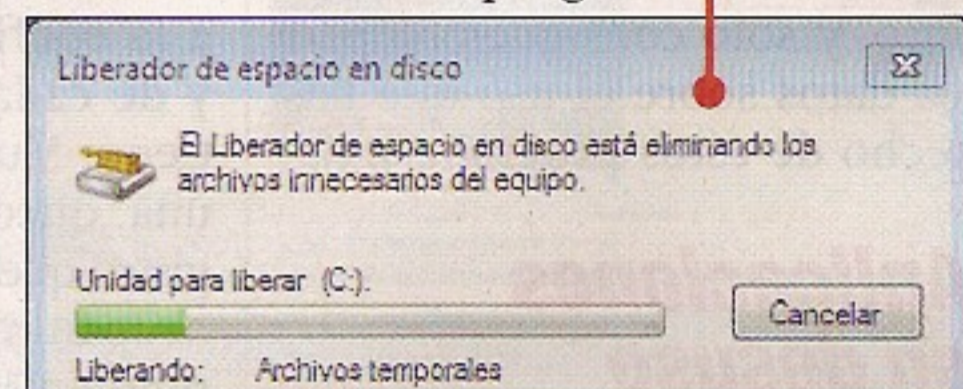 Liberador de espacio en disco
El Liberador de espacio en disco está eliminando los
archivos innecesarios del equipo.
Unidad para liberar (C:).
Cancelar
Liberando: Archivos temporales